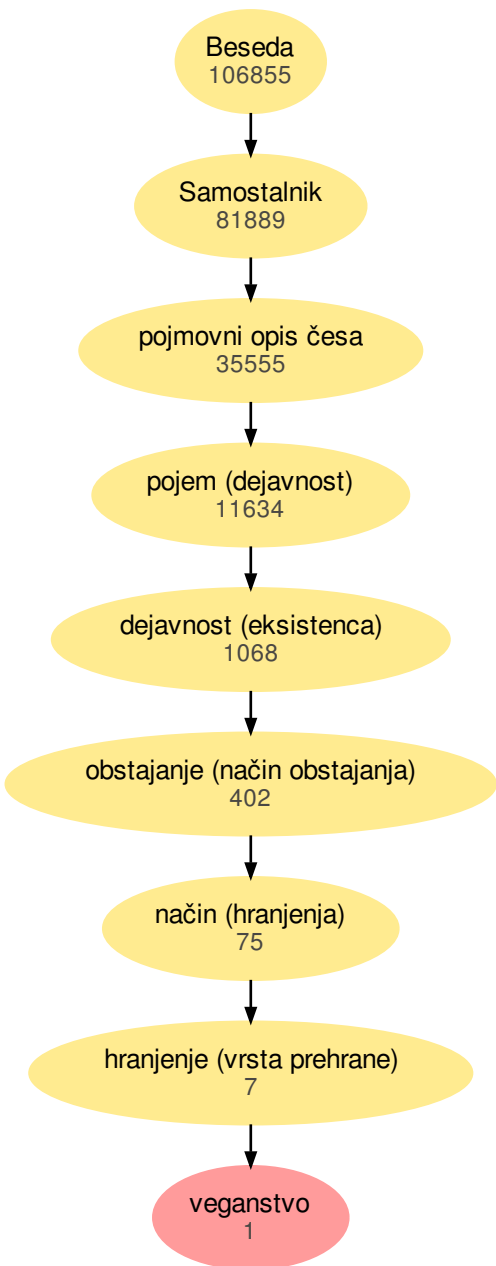 Beseda
106855
Samostalnik
81889
pojmovni opis česa
35555
pojem (dejavnost)
11634
dejavnost (eksistenca)
1068
obstajanje (način obstajanja)
402
način (hranjenja)
75
hranjenje (vrsta prehrane)
7
veganstvo
1